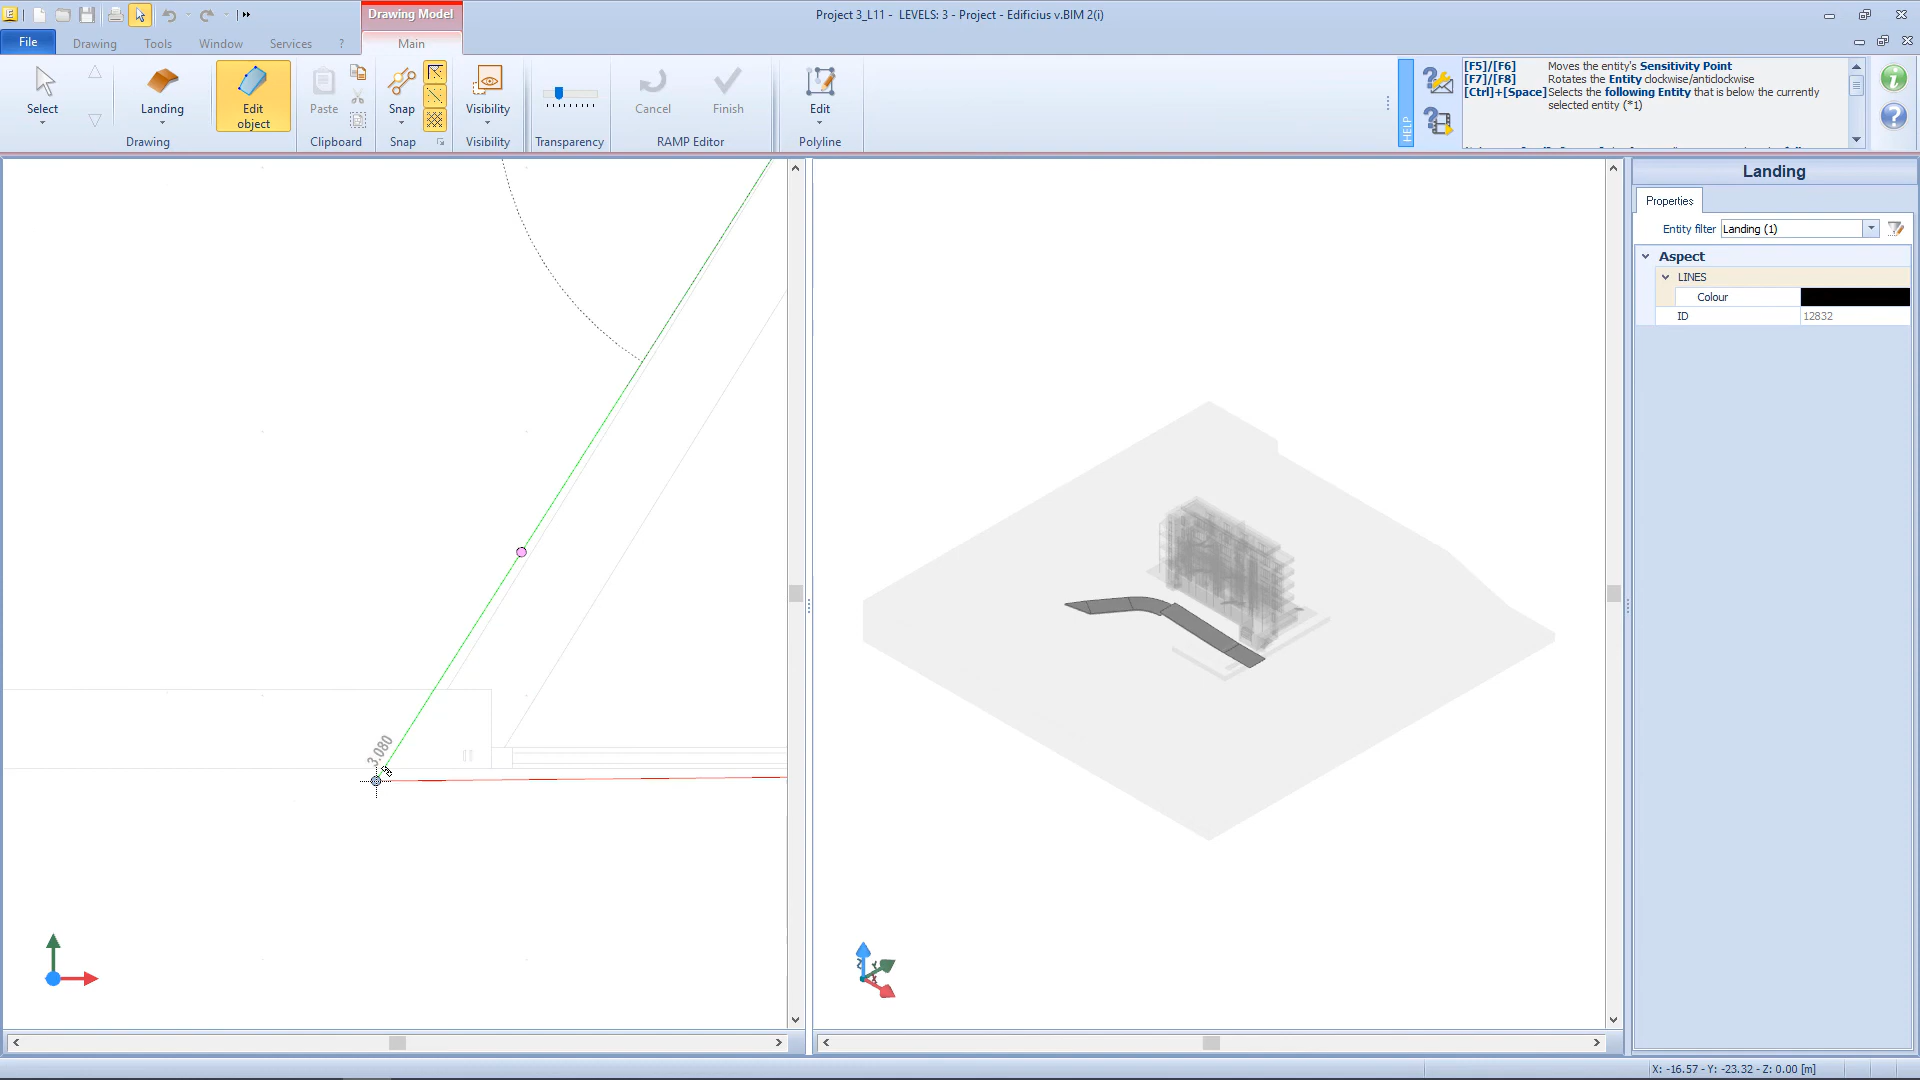 Drawing Model
Project 3_L11 - LEVELS: 3 - Project - Edificius v.BIM 2(i)
File
Drawing
Tools
Window
Services
?
Main
Select
Landing
Edit
object
Paste
Snap
Visibility
Cancel
Finish
Edit
Drawing
Clipboard
Snap
Visibility
Transparency
RAMP Editor
Polyline
HELP
[F5]/[F6] Moves the entity's Sensitivity Point
[F7]/[F8] Rotates the Entity clockwise/anticlockwise
[Ctrl]+[Space] Selects the following Entity that is below the currently
selected entity (*1)
Landing
Properties
Entity filter Landing (1)
Aspect
LINES
Colour
ID 12832
3.080
X: -16.57 - Y: -23.32 - Z: 0.00 [m]